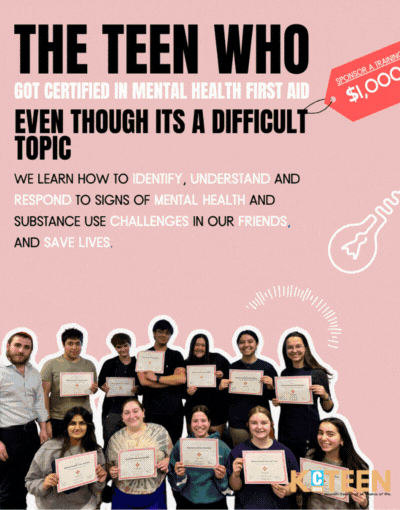 THE TEEN WHO
GOT CERTIFIED IN MENTAL HEALTH FIRST AID
EVEN THOUGH ITS A DIFFICULT
TOPIC
SPONSOR A TRAINING
$1,000
WE LEARN HOW TO IDENTIFY, UNDERSTAND AND
RESPOND TO SIGNS OF MENTAL HEALTH AND
SUBSTANCE USE CHALLENGES IN OUR FRIENDS,
AND SAVE LIVES.
KCTEEN